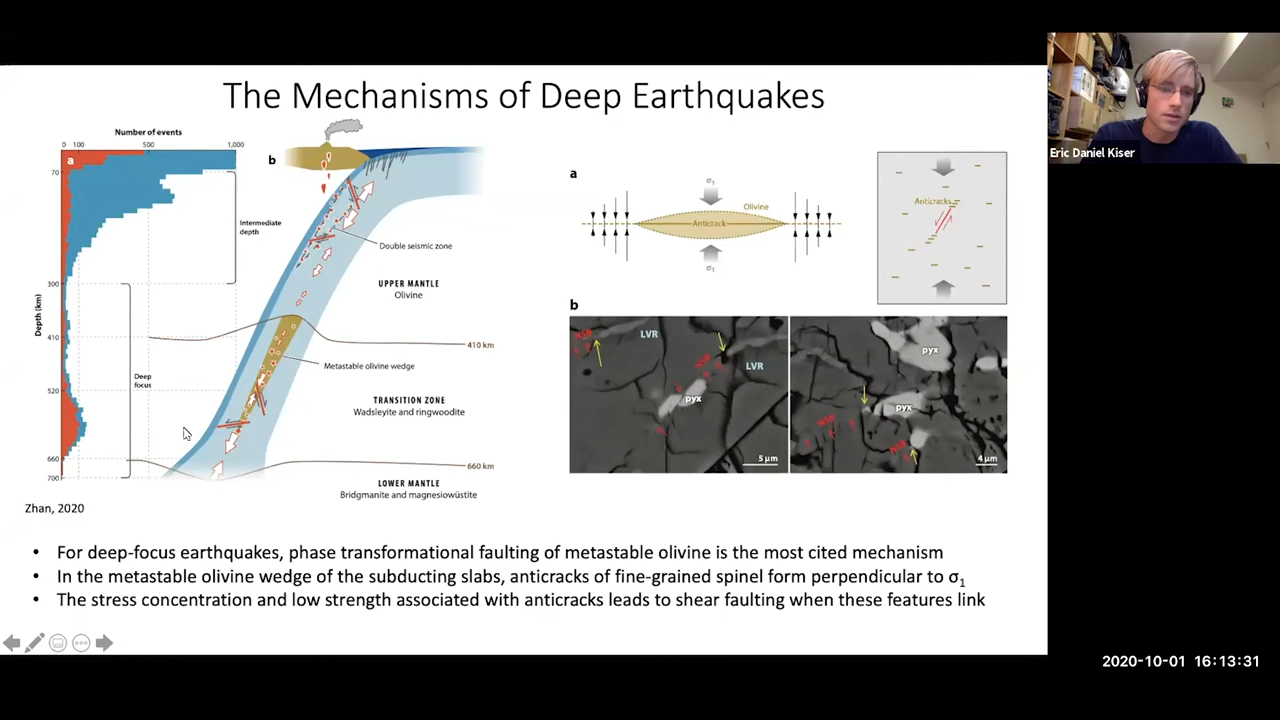 The Mechanisms of Deep Earthquakes
Eric Daniel Kiser
Number of events
0 100 500 1,000
a
b
70
Intermediate
depth
300
Depth (km)
410
Deep
focus
520
660
700
Double seismic zone
UPPER MANTLE
Olivine
410 km
Metastable olivine wedge
TRANSITION ZONE
Wadsleyite and ringwoodite
660 km
LOWER MANTLE
Bridgmanite and magnesiowüstite
Zhan, 2020
a
σ1
Olivine
Anticrack
σ1
Anticracks
b
NSB
LVR
NSB
LVR
pyx
5 μm
pyx
pyx
NSB
NSB
4 μm
• For deep-focus earthquakes, phase transformational faulting of metastable olivine is the most cited mechanism
• In the metastable olivine wedge of the subducting slabs, anticracks of fine-grained spinel form perpendicular to σ1
• The stress concentration and low strength associated with anticracks leads to shear faulting when these features link
2020-10-01 16:13:31